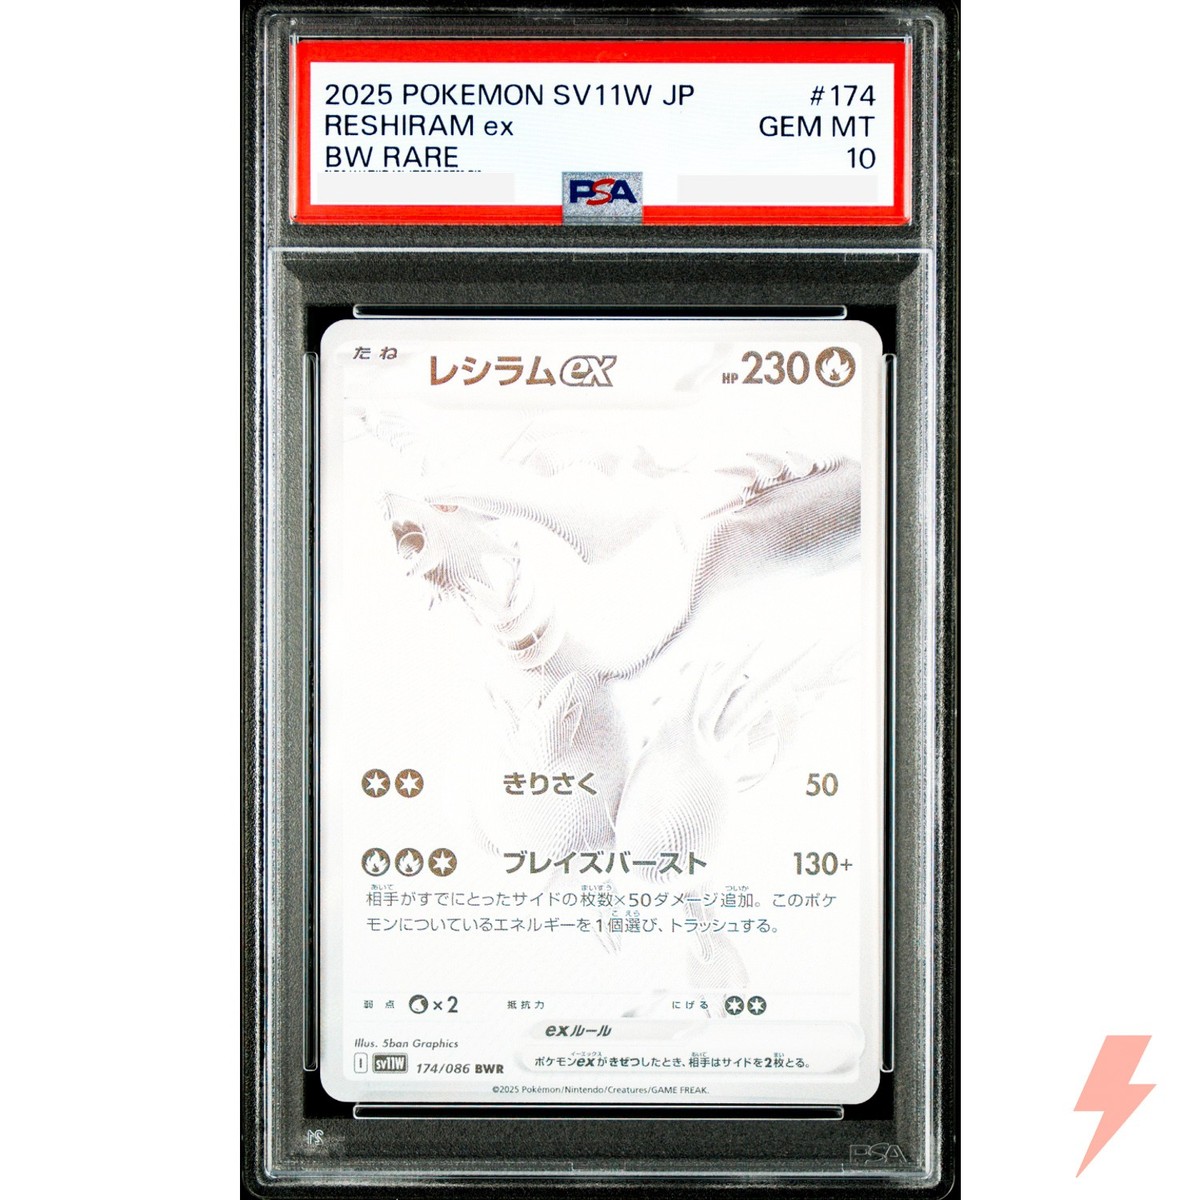 2025 POKEMON SV11W JP #174
RESHIRAM ex GEM MT
BW RARE 10
PSA
たね レシラムex HP 230
きりさく 50
ブレイズバースト 130+
相手がすでにとったサイドの枚数×50ダメージ追加。このポケ
モンについているエネルギーを1個選び、トラッシュする。
弱点 ×2 抵抗力 にげる
exルール
ポケモンexがきぜつしたとき、相手はサイドを2枚とる。
Illus. 5ban Graphics
I sv11W 174/086 BWR
©2025 Pokémon/Nintendo/Creatures/GAME FREAK.
PSA